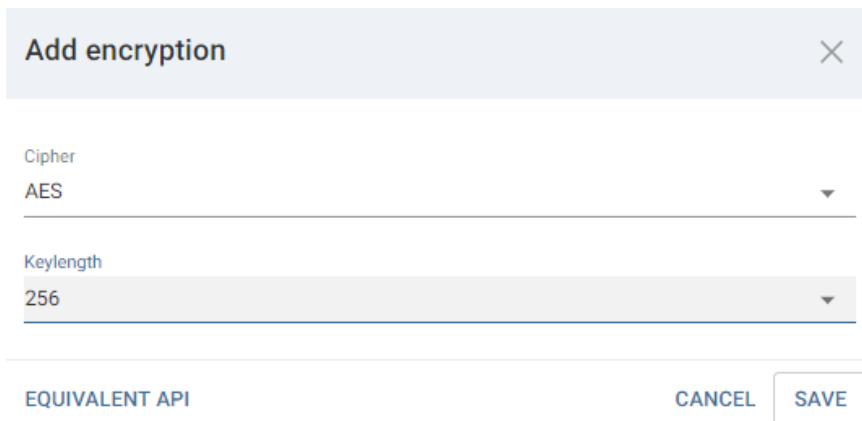 Add encryption
Cipher
AES
Keylength
256
EQUIVALENT API CANCEL SAVE